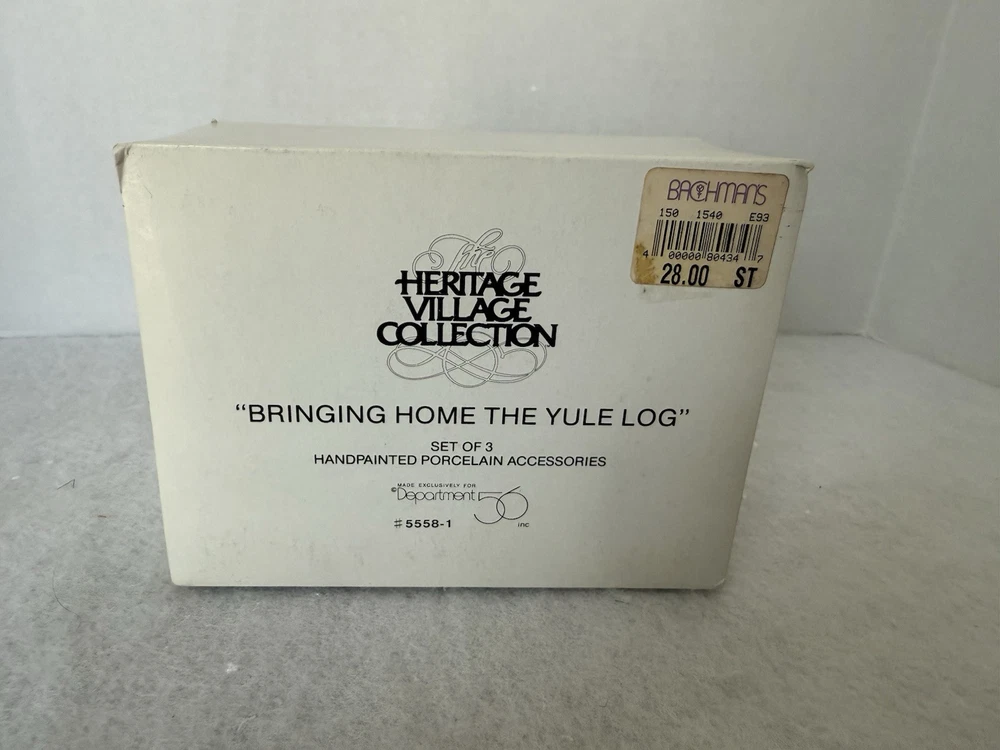 The
HERITAGE
VILLAGE
COLLECTION
"BRINGING HOME THE YULE LOG"
SET OF 3
HANDPAINTED PORCELAIN ACCESSORIES
MADE EXCLUSIVELY FOR
©Department 56
inc.
#5558-1
BACHMAN'S
150 1540 E93
4 00000 80434 7
28.00 ST